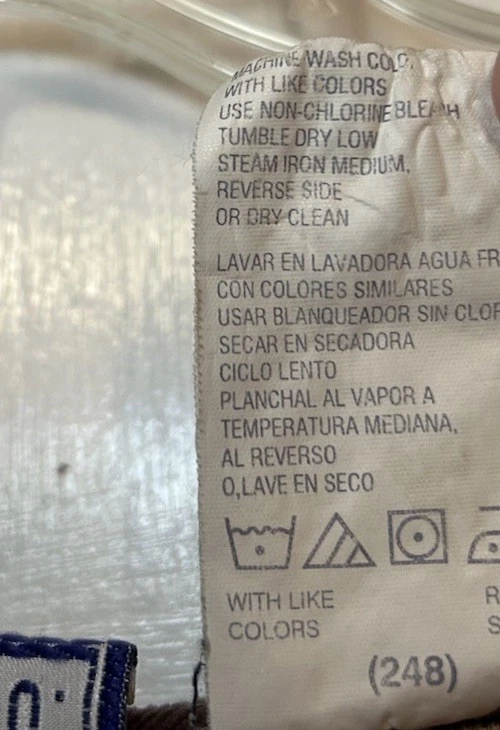 MACHINE WASH COLD,
WITH LIKE COLORS
USE NON-CHLORINE BLEACH
TUMBLE DRY LOW
STEAM IRON MEDIUM,
REVERSE SIDE
OR DRY CLEAN
LAVAR EN LAVADORA AGUA FR
CON COLORES SIMILARES
USAR BLANQUEADOR SIN CLOR
SECAR EN SECADORA
CICLO LENTO
PLANCHAL AL VAPOR A
TEMPERATURA MEDIANA,
AL REVERSO
O,LAVE EN SECO
WITH LIKE R
COLORS S
(248)